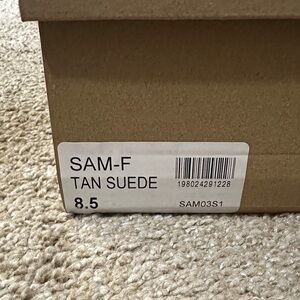 SAM-F
TAN SUEDE
198024291228
8.5
SAM03S1